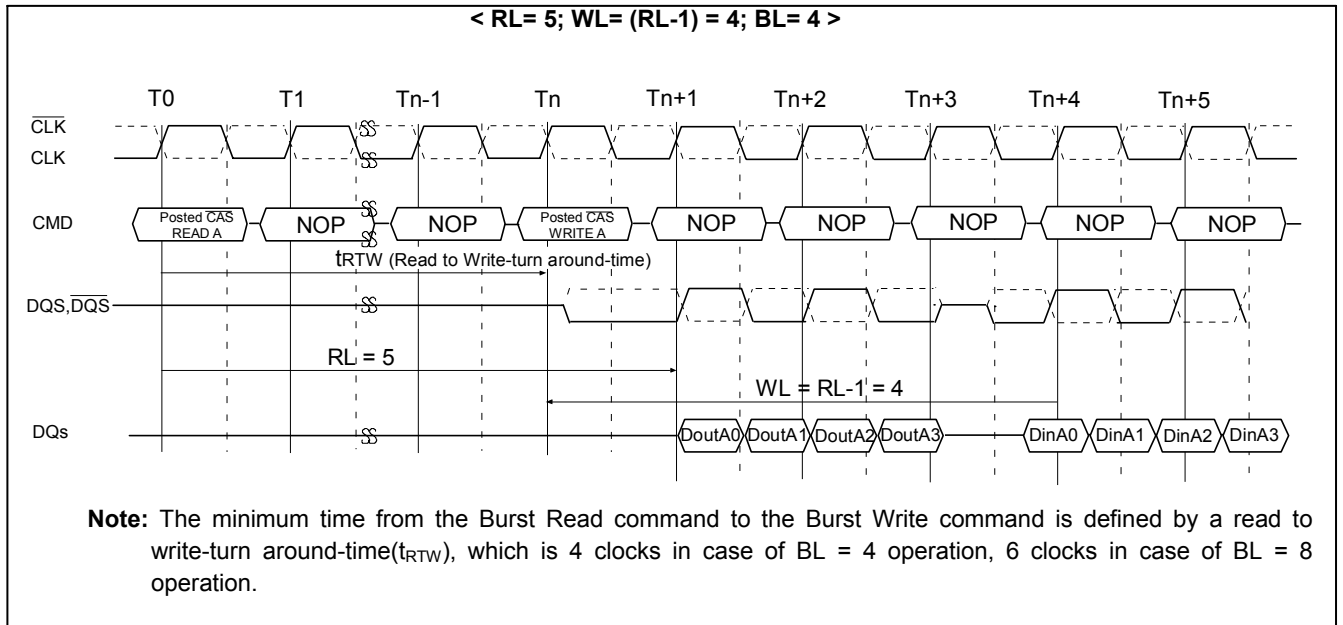 < RL= 5; WL= (RL-1) = 4; BL= 4 >
T0 T1 Tn-1 Tn Tn+1 Tn+2 Tn+3 Tn+4 Tn+5
CLK
CLK
CMD
Posted CAS
READ A
NOP
NOP
Posted CAS
WRITE A
NOP
NOP
NOP
NOP
NOP
tRTW (Read to Write-turn around-time)
DQS,DQS
RL = 5
WL = RL-1 = 4
DQs
DoutA0 DoutA1 DoutA2 DoutA3 DinA0 DinA1 DinA2 DinA3
Note: The minimum time from the Burst Read command to the Burst Write command is defined by a read to
write-turn around-time(tRTW), which is 4 clocks in case of BL = 4 operation, 6 clocks in case of BL = 8
operation.